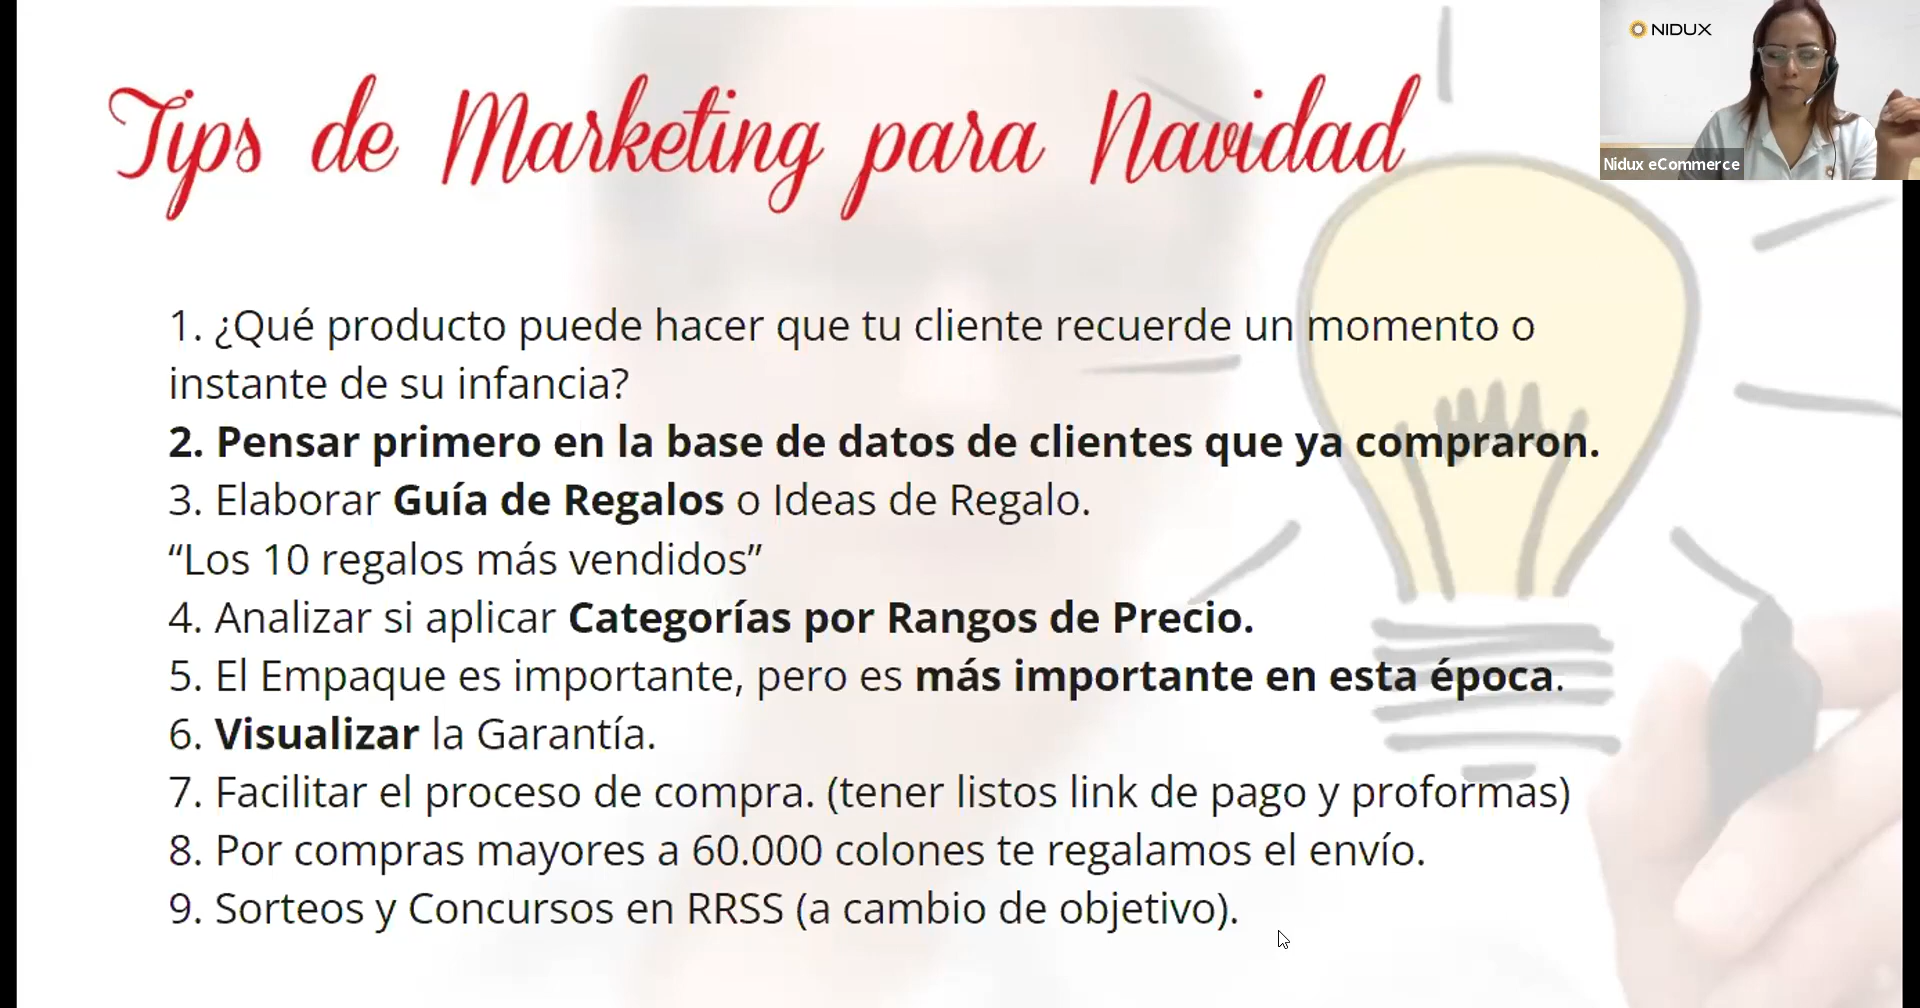 Tips de Marketing para Navidad
NIDUX
Nidux eCommerce
1. ¿Qué producto puede hacer que tu cliente recuerde un momento o
instante de su infancia?
2. Pensar primero en la base de datos de clientes que ya compraron.
3. Elaborar Guía de Regalos o Ideas de Regalo.
“Los 10 regalos más vendidos”
4. Analizar si aplicar Categorías por Rangos de Precio.
5. El Empaque es importante, pero es más importante en esta época.
6. Visualizar la Garantía.
7. Facilitar el proceso de compra. (tener listos link de pago y proformas)
8. Por compras mayores a 60.000 colones te regalamos el envío.
9. Sorteos y Concursos en RRSS (a cambio de objetivo).